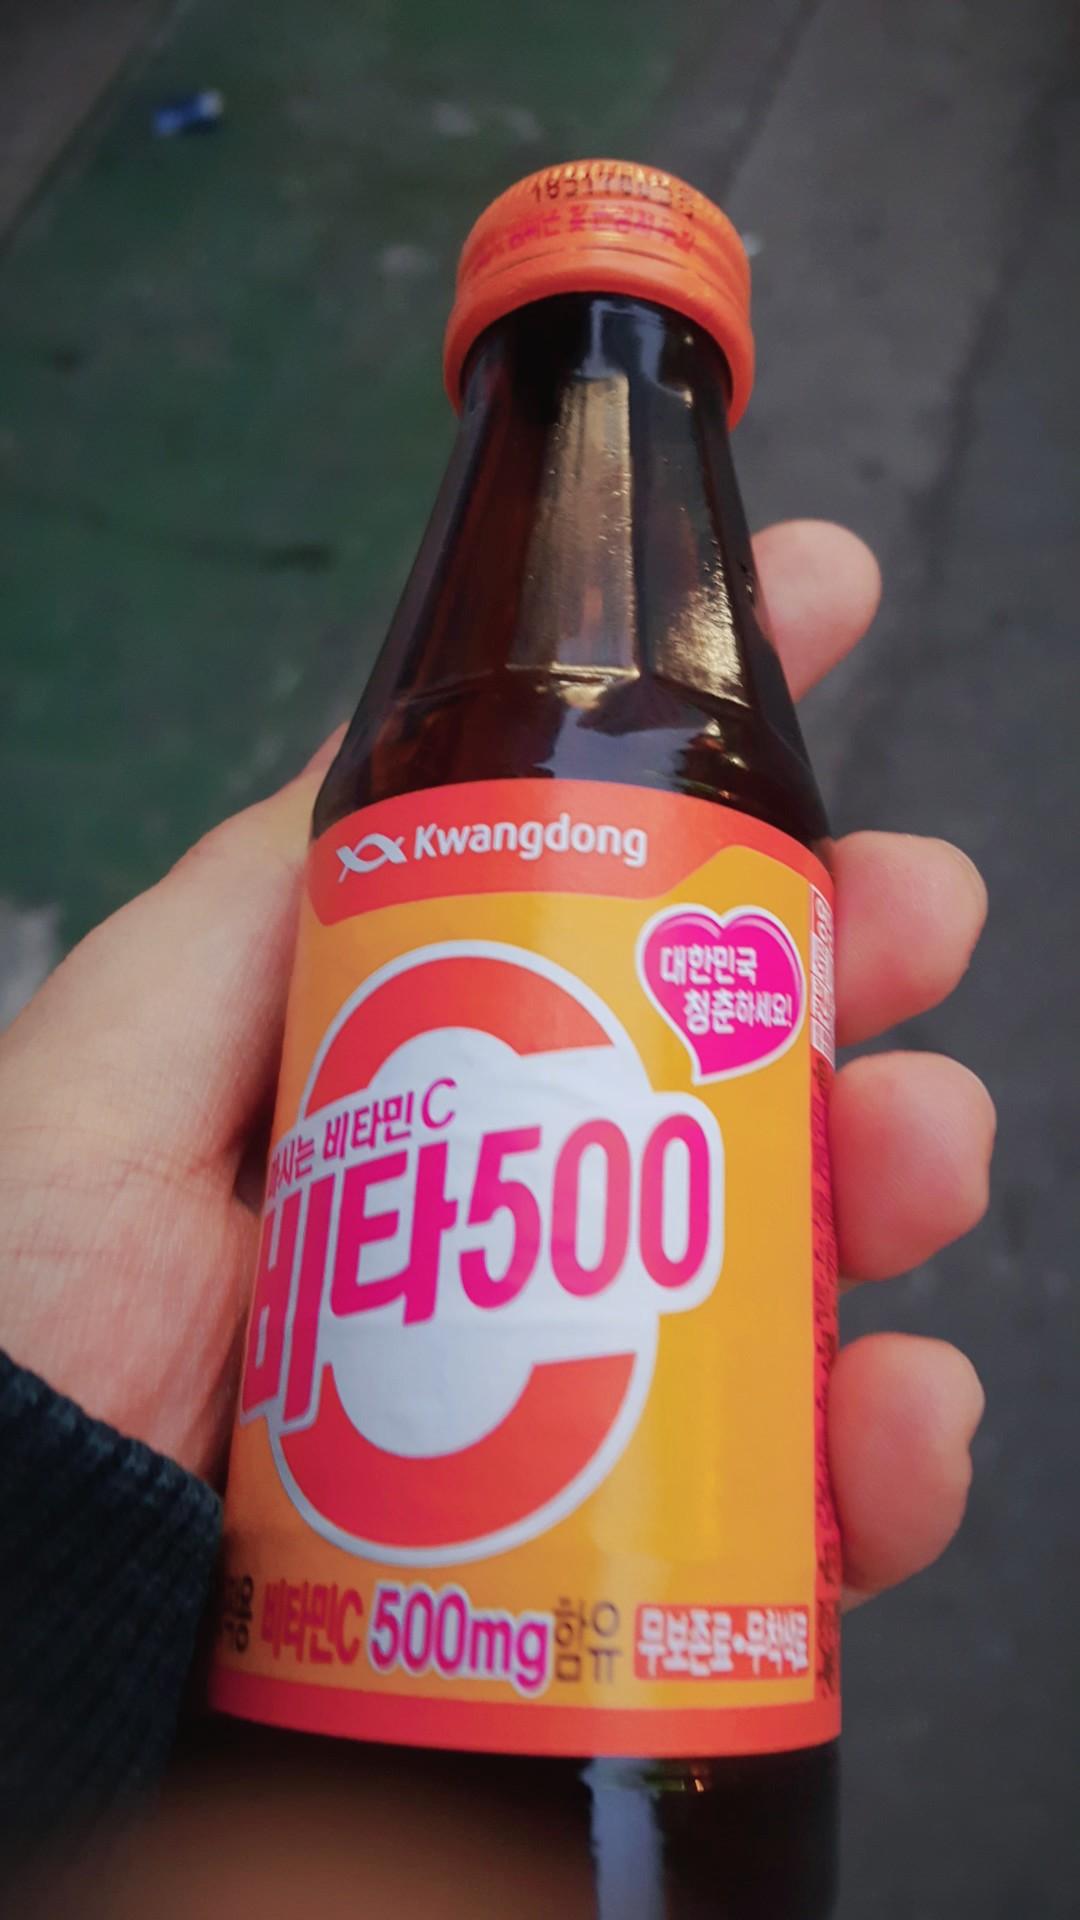 Kwangdong
대한민국
청춘하세요!
마시는 비타민C
비타500
비타민C 500mg 함유
무보존료•무착색료